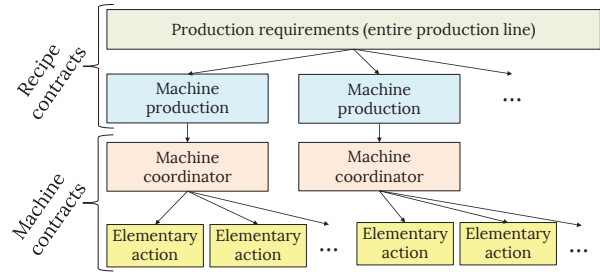 Production requirements (entire production line)
Recipe
contracts
Machine
production
Machine
production
...
Machine
contracts
Machine
coordinator
Machine
coordinator
Elementary
action
Elementary
action
...
Elementary
action
Elementary
action
...